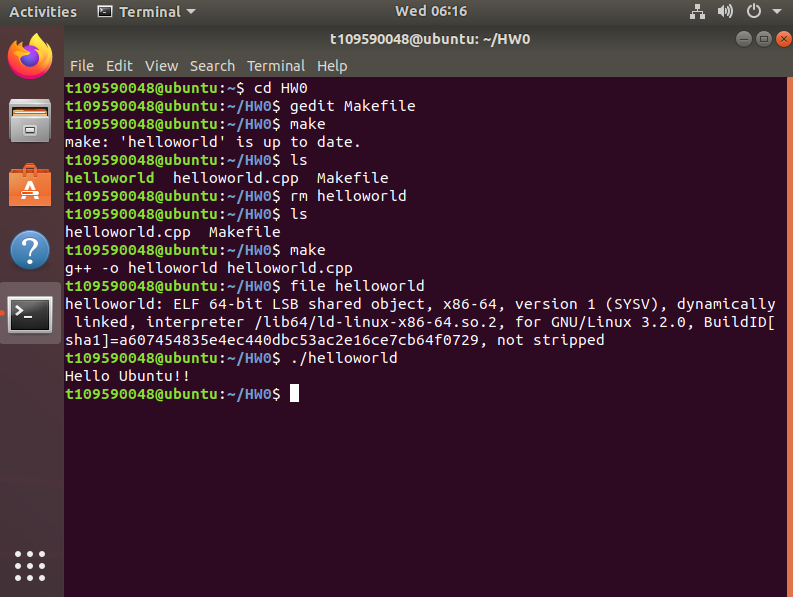 Activities Terminal Wed 06:16
t109590048@ubuntu: ~/HW0
File Edit View Search Terminal Help
t109590048@ubuntu:~$ cd HW0
t109590048@ubuntu:~/HW0$ gedit Makefile
t109590048@ubuntu:~/HW0$ make
make: 'helloworld' is up to date.
t109590048@ubuntu:~/HW0$ ls
helloworld  helloworld.cpp  Makefile
t109590048@ubuntu:~/HW0$ rm helloworld
t109590048@ubuntu:~/HW0$ ls
helloworld.cpp  Makefile
t109590048@ubuntu:~/HW0$ make
g++ -o helloworld helloworld.cpp
t109590048@ubuntu:~/HW0$ file helloworld
helloworld: ELF 64-bit LSB shared object, x86-64, version 1 (SYSV), dynamically
 linked, interpreter /lib64/ld-linux-x86-64.so.2, for GNU/Linux 3.2.0, BuildID[
sha1]=a607454835e4ec440dbc53ac2e16ce7cb64f0729, not stripped
t109590048@ubuntu:~/HW0$ ./helloworld
Hello Ubuntu!!
t109590048@ubuntu:~/HW0$